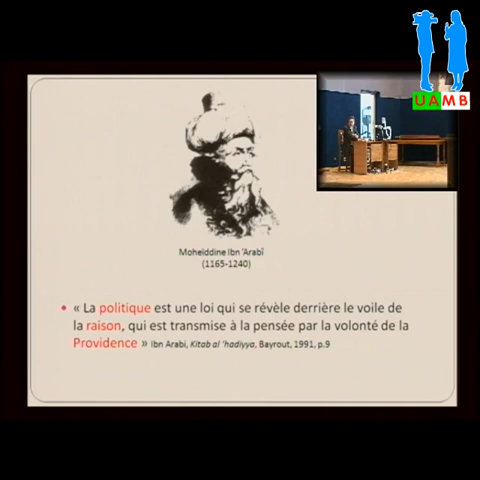 UAMB
Moheïddine Ibn 'Arabî
(1165-1240)
• « La politique est une loi qui se révèle derrière le voile de
la raison, qui est transmise à la pensée par la volonté de la
Providence » Ibn Arabi, Kitab al 'hadiyya, Bayrout, 1991, p.9